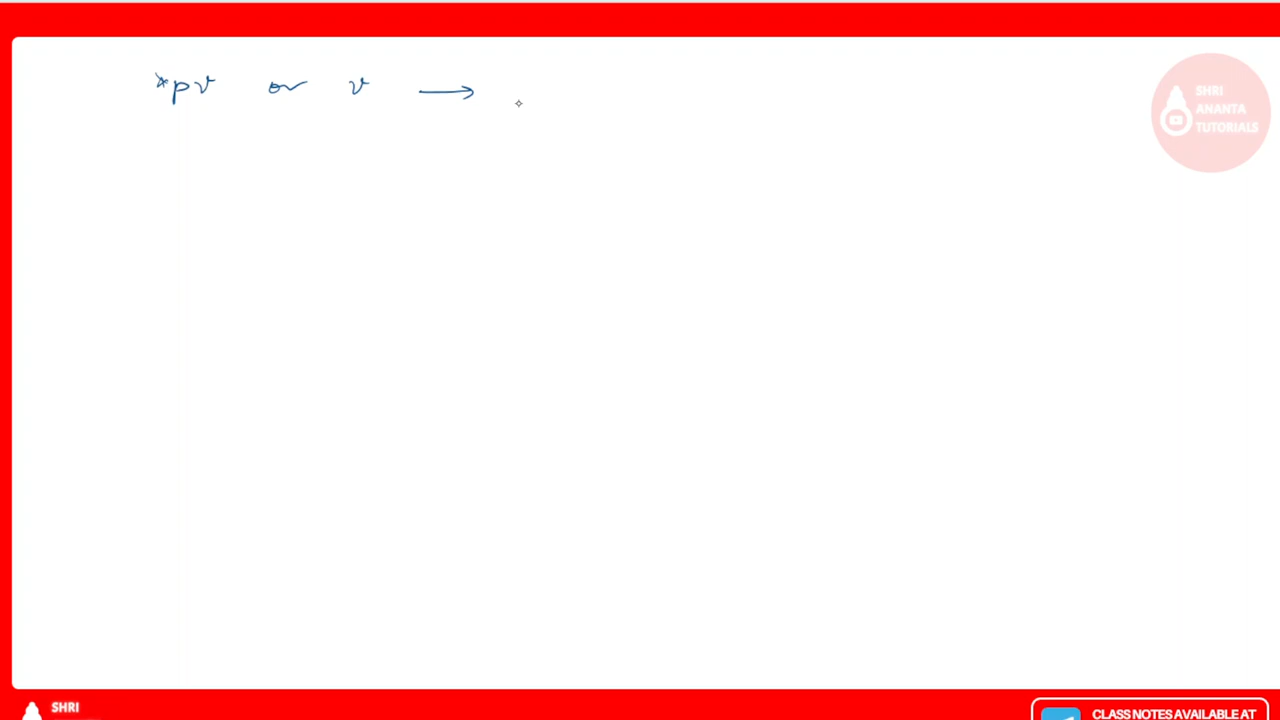 *pv or v →
SHRI
ANANTA
TUTORIALS
SHRI
CLASS NOTES AVAILABLE AT